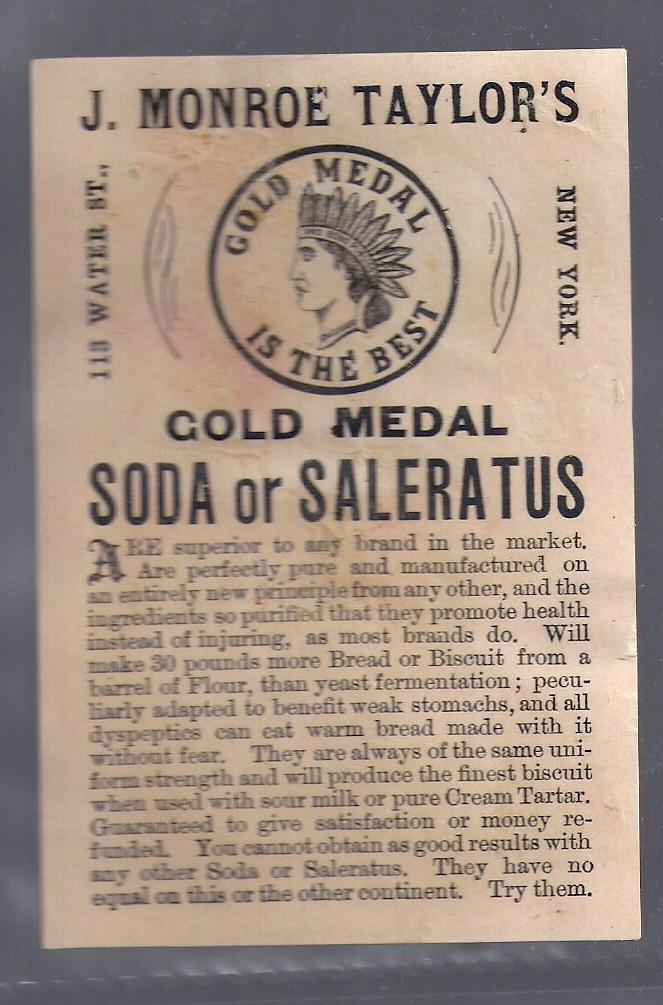 J. MONROE TAYLOR'S
113 WATER ST.,
GOLD MEDAL
IS THE BEST
NEW YORK.
GOLD MEDAL
SODA or SALERATUS
ARE superior to any brand in the market.
Are perfectly pure and manufactured on
an entirely new principle from any other, and the
ingredients so purified that they promote health
instead of injuring, as most brands do. Will
make 30 pounds more Bread or Biscuit from a
barrel of Flour, than yeast fermentation; pecu-
liarly adapted to benefit weak stomachs, and all
dyspeptics can eat warm bread made with it
without fear. They are always of the same uni-
form strength and will produce the finest biscuit
when used with sour milk or pure Cream Tartar.
Guaranteed to give satisfaction or money re-
funded. You cannot obtain as good results with
any other Soda or Saleratus. They have no
equal on this or the other continent. Try them.